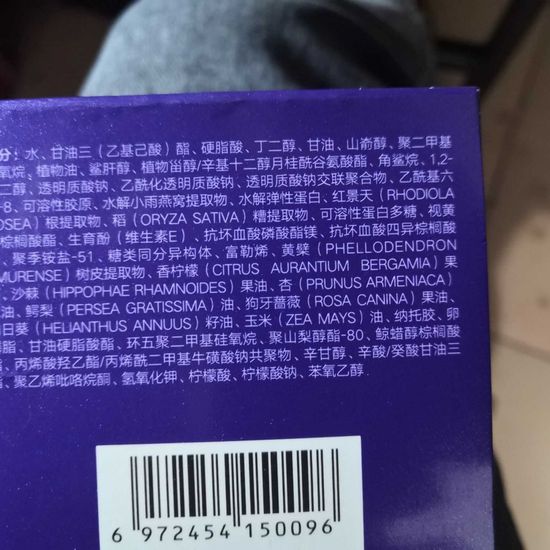 分：水、甘油三（乙基己酸）酯、硬脂酸、丁二醇、甘油、山嵛醇、聚二甲基
氧烷、植物油、鲨肝醇、植物甾醇/辛基十二醇月桂酰谷氨酸酯、角鲨烷、1,2-
二醇、透明质酸钠、乙酰化透明质酸钠、透明质酸钠交联聚合物、乙酰基六
-8、可溶性胶原、水解小雨燕窝提取物、水解弹性蛋白、红景天（RHODIOLA
OSEA）根提取物、稻（ORYZA SATIVA）糟提取物、可溶性蛋白多糖、视黄
棕榈酸酯、生育酚（维生素E）、抗坏血酸磷酸酯镁、抗坏血酸四异棕榈酸
、聚季铵盐-51、糖类同分异构体、富勒烯、黄檗（PHELLODENDRON
MURENSE）树皮提取物、香柠檬（CITRUS AURANTIUM BERGAMIA）果
、沙棘（HIPPOPHAE RHAMNOIDES）果油、杏（PRUNUS ARMENIACA）
油、鳄梨（PERSEA GRATISSIMA）油、狗牙蔷薇（ROSA CANINA）果油、
日葵（HELIANTHUS ANNUUS）籽油、玉米（ZEA MAYS）油、纳托胶、卵
脂、甘油硬脂酸酯、环五聚二甲基硅氧烷、聚山梨醇酯-80、鲸蜡醇棕榈酸
、丙烯酸羟乙酯/丙烯酰二甲基牛磺酸钠共聚物、辛甘醇、辛酸/癸酸甘油三
酯、聚乙烯吡咯烷酮、氢氧化钾、柠檬酸、柠檬酸钠、苯氧乙醇.
6 972454 150096